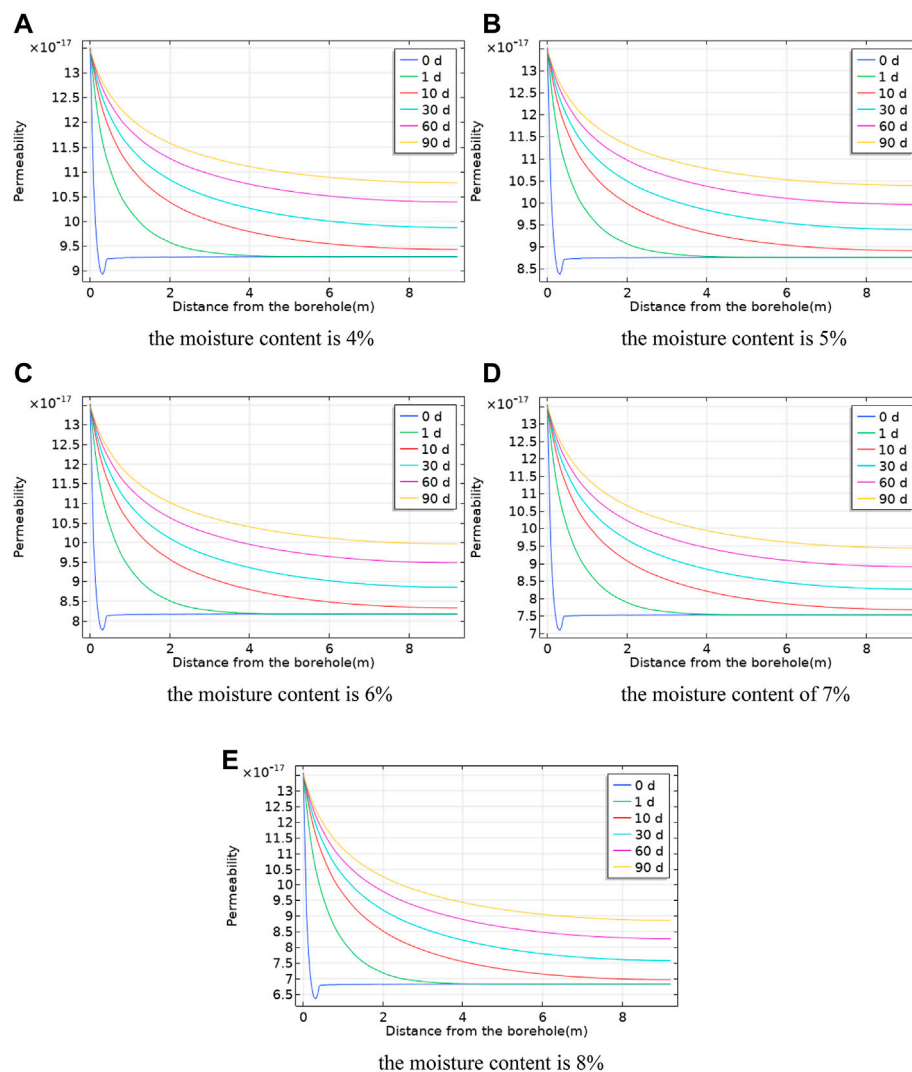 A
×10⁻¹⁷
13
12.5
12
11.5
11
10.5
10
9.5
9
Permeability
0 d
1 d
10 d
30 d
60 d
90 d
0 2 4 6 8
Distance from the borehole(m)
the moisture content is 4%
B
×10⁻¹⁷
13
12.5
12
11.5
11
10.5
10
9.5
9
8.5
Permeability
0 d
1 d
10 d
30 d
60 d
90 d
0 2 4 6 8
Distance from the borehole(m)
the moisture content is 5%
C
×10⁻¹⁷
13
12.5
12
11.5
11
10.5
10
9.5
9
8.5
8
Permeability
0 d
1 d
10 d
30 d
60 d
90 d
0 2 4 6 8
Distance from the borehole(m)
the moisture content is 6%
D
×10⁻¹⁷
13
12.5
12
11.5
11
10.5
10
9.5
9
8.5
8
7.5
7
Permeability
0 d
1 d
10 d
30 d
60 d
90 d
0 2 4 6 8
Distance from the borehole(m)
the moisture content of 7%
E
×10⁻¹⁷
13
12.5
12
11.5
11
10.5
10
9.5
9
8.5
8
7.5
7
6.5
Permeability
0 d
1 d
10 d
30 d
60 d
90 d
0 2 4 6 8
Distance from the borehole(m)
the moisture content is 8%